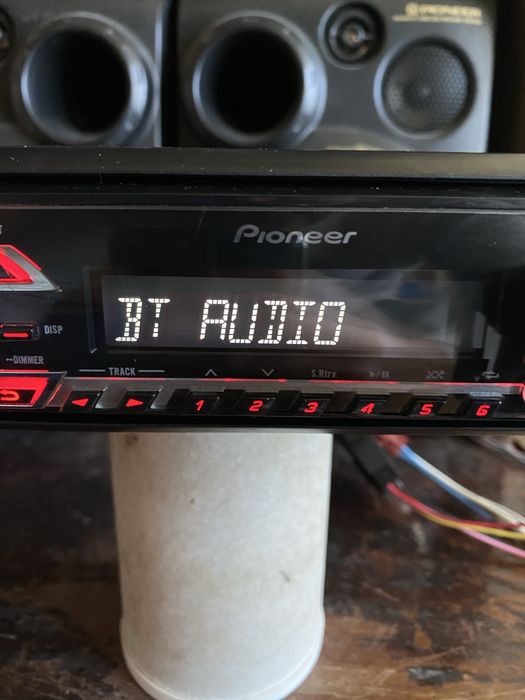 PIONEER
Pioneer
BT AUDIO
DISP
DIMMER
TRACK
S.Rtrv
1 2 3 4 5 6